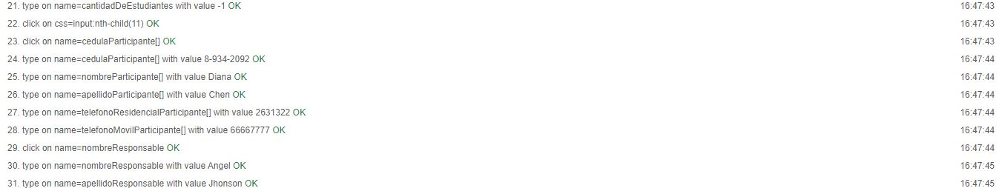 21. type on name=cantidadDeEstudiantes with value -1 OK 16:47:43
22. click on css=input:nth-child(11) OK 16:47:43
23. click on name=cedulaParticipante[] OK 16:47:43
24. type on name=cedulaParticipante[] with value 8-934-2092 OK 16:47:44
25. type on name=nombreParticipante[] with value Diana OK 16:47:44
26. type on name=apellidoParticipante[] with value Chen OK 16:47:44
27. type on name=telefonoResidencialParticipante[] with value 2631322 OK 16:47:44
28. type on name=telefonoMovilParticipante[] with value 66667777 OK 16:47:44
29. click on name=nombreResponsable OK 16:47:44
30. type on name=nombreResponsable with value Angel OK 16:47:45
31. type on name=apellidoResponsable with value Jhonson OK 16:47:45